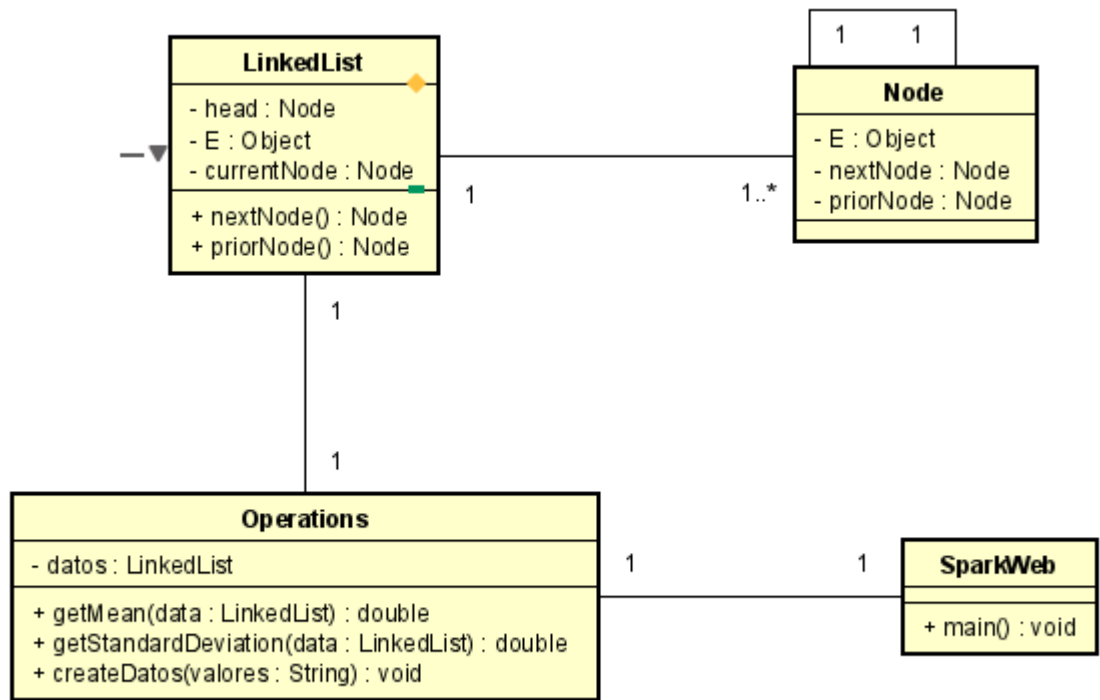 LinkedList
- head : Node
- E : Object
- currentNode : Node
+ nextNode() : Node
+ priorNode() : Node
1 1
Node
- E : Object
- nextNode : Node
- priorNode : Node
1
1..*
1
1
Operations
- datos : LinkedList
+ getMean(data : LinkedList) : double
+ getStandardDeviation(data : LinkedList) : double
+ createDatos(valores : String) : void
1
1
SparkWeb
+ main() : void